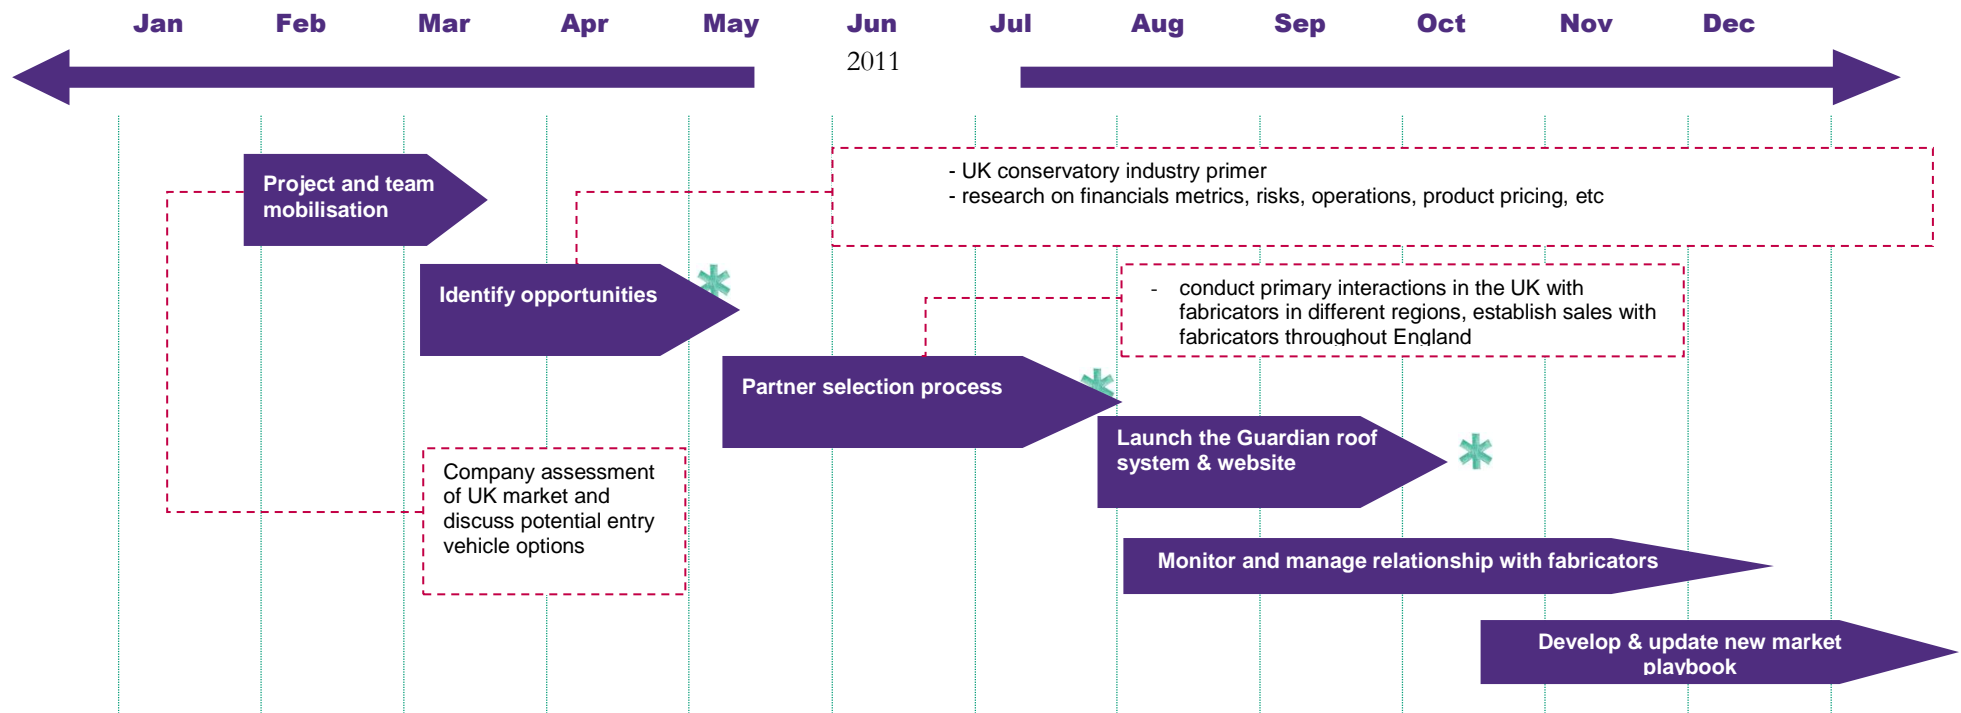 Jan Feb Mar Apr May Jun Jul Aug Sep Oct Nov Dec
2011
Project and team
mobilisation
- UK conservatory industry primer
- research on financials metrics, risks, operations, product pricing, etc
Identify opportunities
- conduct primary interactions in the UK with
fabricators in different regions, establish sales with
fabricators throughout England
Partner selection process
Launch the Guardian roof
system & website
Company assessment
of UK market and
discuss potential entry
vehicle options
Monitor and manage relationship with fabricators
Develop & update new market
playbook